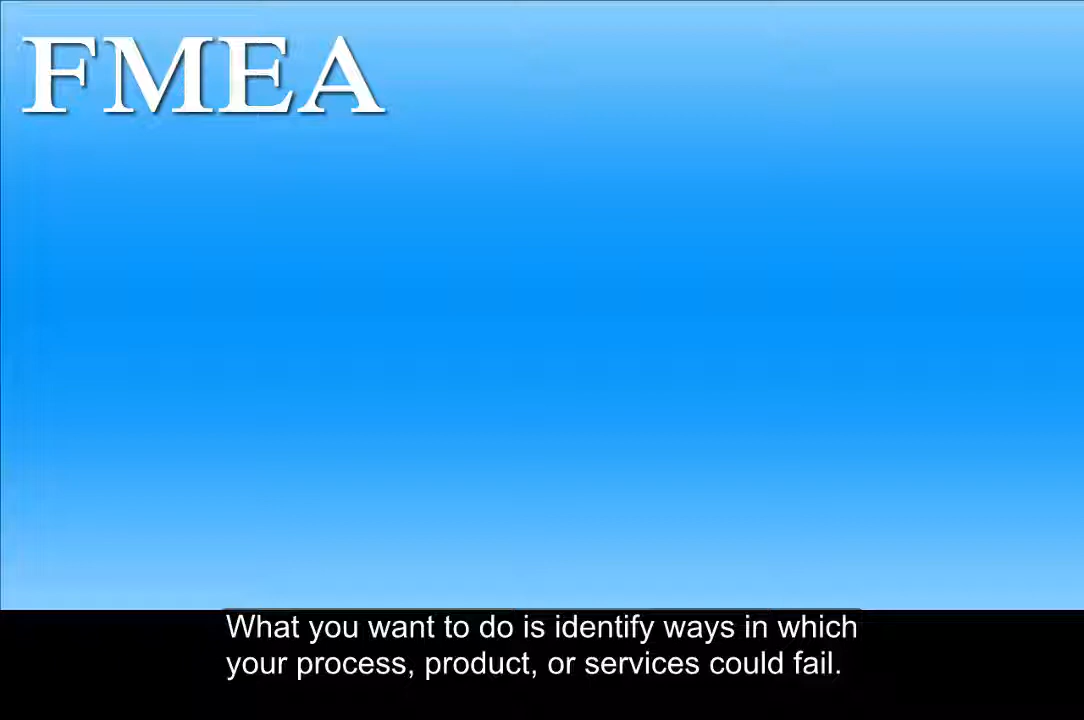 FMEA
What you want to do is identify ways in which
your process, product, or services could fail.